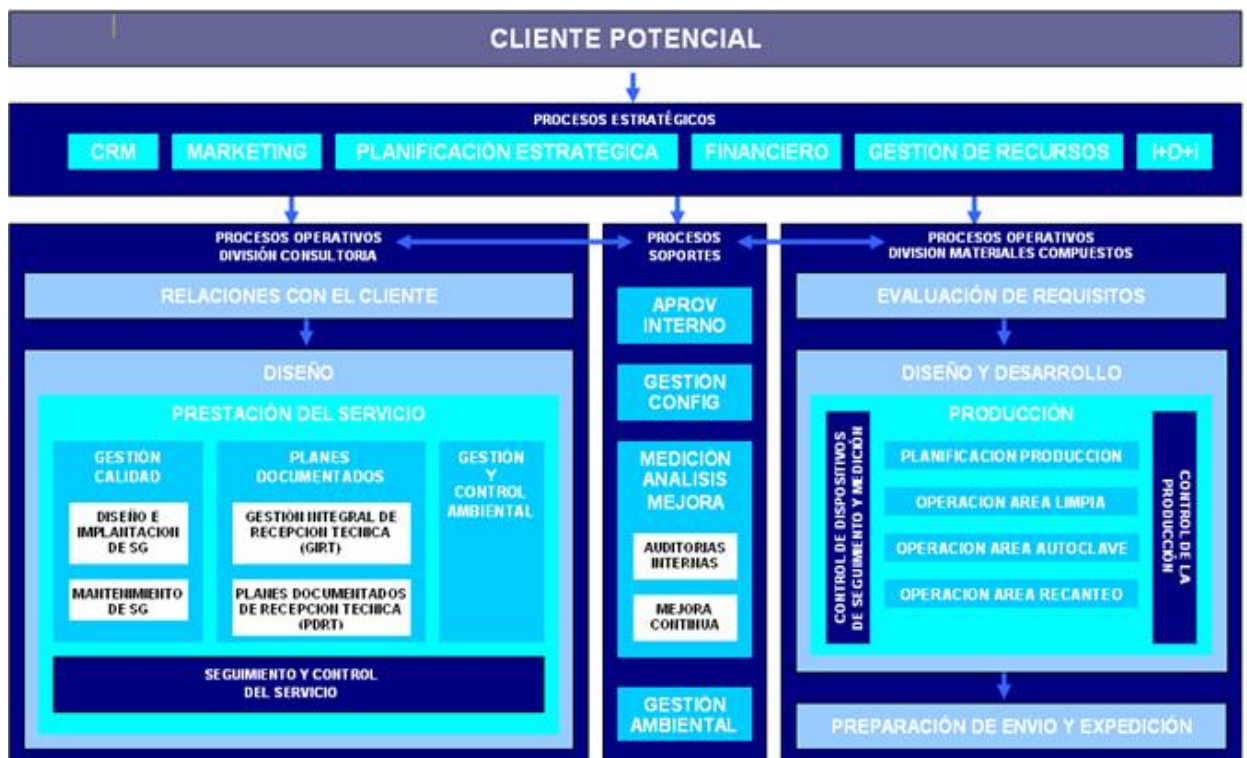 CLIENTE POTENCIAL
PROCESOS ESTRATÉGICOS
CRM
MARKETING
PLANIFICACIÓN ESTRATÉGICA
FINANCIERO
GESTIÓN DE RECURSOS
I+D+i
PROCESOS OPERATIVOS
DIVISIÓN CONSULTORIA
RELACIONES CON EL CLIENTE
DISEÑO
PRESTACIÓN DEL SERVICIO
GESTIÓN
CALIDAD
DISEÑO E
IMPLANTACION
DE SG
MANTENIMIENTO
DE SG
PLANES
DOCUMENTADOS
GESTIÓN INTEGRAL DE
RECEPCION TECNICA
(GIRT)
PLANES DOCUMENTADOS
DE RECEPCION TECNICA
(PDRT)
GESTIÓN
Y
CONTROL
AMBIENTAL
SEGUIMIENTO Y CONTROL
DEL SERVICIO
PROCESOS
SOPORTES
APROV
INTERNO
GESTIÓN
CONFIG
MEDICIÓN
ANALISIS
MEJORA
AUDITORIAS
INTERNAS
MEJORA
CONTINUA
GESTIÓN
AMBIENTAL
PROCESOS OPERATIVOS
DIVISION MATERIALES COMPUESTOS
EVALUACIÓN DE REQUISITOS
DISEÑO Y DESARROLLO
PRODUCCIÓN
CONTROL DE DISPOSITIVOS
DE SEGUIMIENTO Y MEDICIÓN
PLANIFICACION PRODUCCION
OPERACION AREA LIMPIA
OPERACION AREA AUTOCLAVE
OPERACION AREA RECANTEO
CONTROL DE LA
PRODUCCIÓN
PREPARACIÓN DE ENVIO Y EXPEDICIÓN